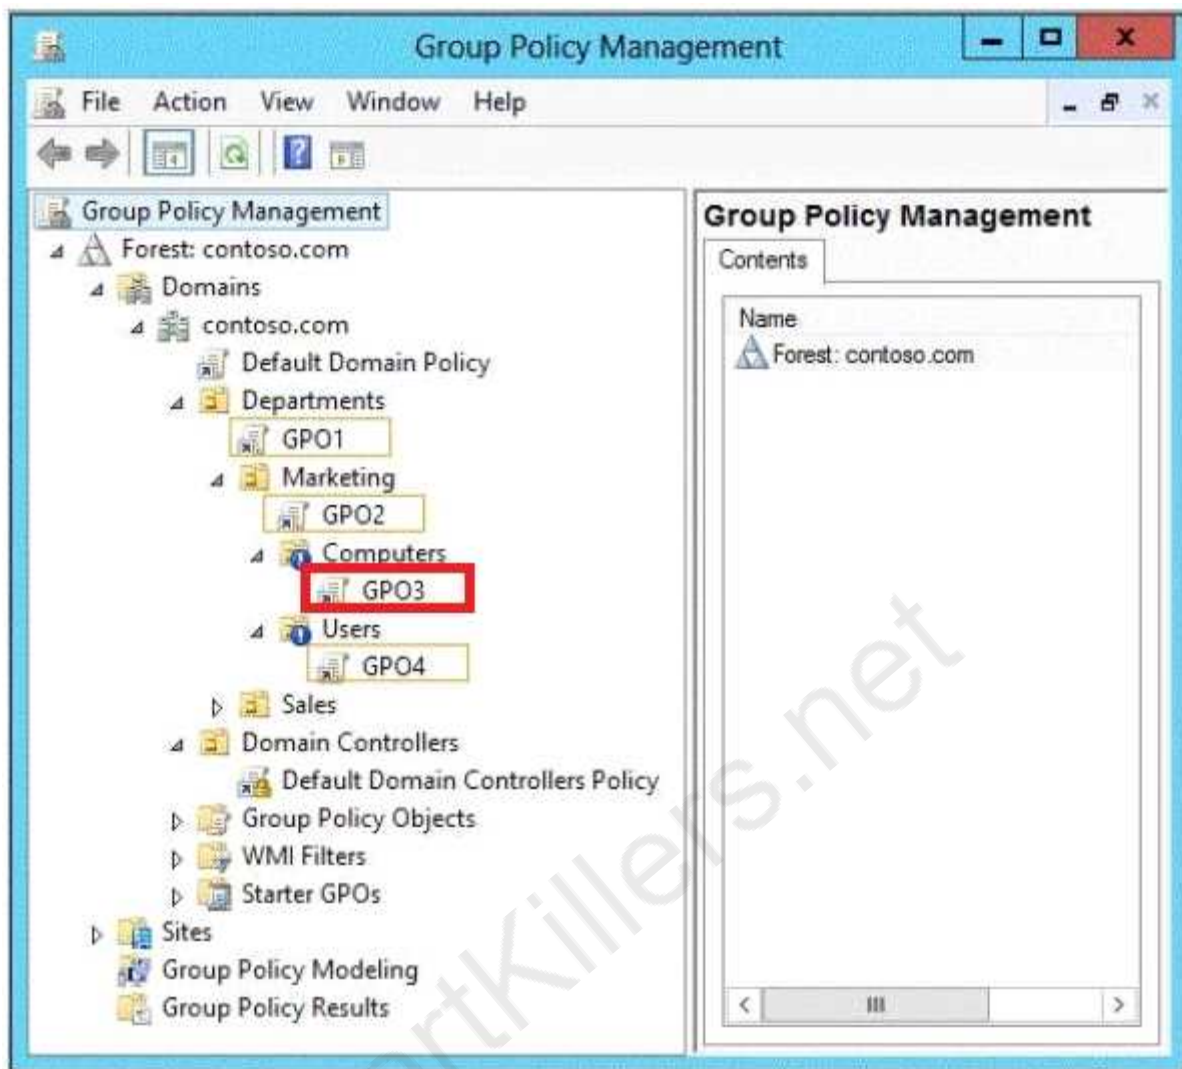 Group Policy Management
File Action View Window Help
Group Policy Management
Forest: contoso.com
Domains
contoso.com
Default Domain Policy
Departments
GPO1
Marketing
GPO2
Computers
GPO3
Users
GPO4
Sales
Domain Controllers
Default Domain Controllers Policy
Group Policy Objects
WMI Filters
Starter GPOs
Sites
Group Policy Modeling
Group Policy Results
Group Policy Management
Contents
Name
Forest: contoso.com